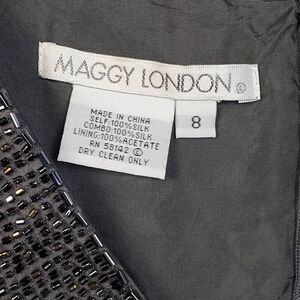 MAGGY LONDON ©
MADE IN CHINA
SELF:100%SILK
COMBO:100%SILK
LINING:100%ACETATE
RN 58142 ©
DRY CLEAN ONLY
8